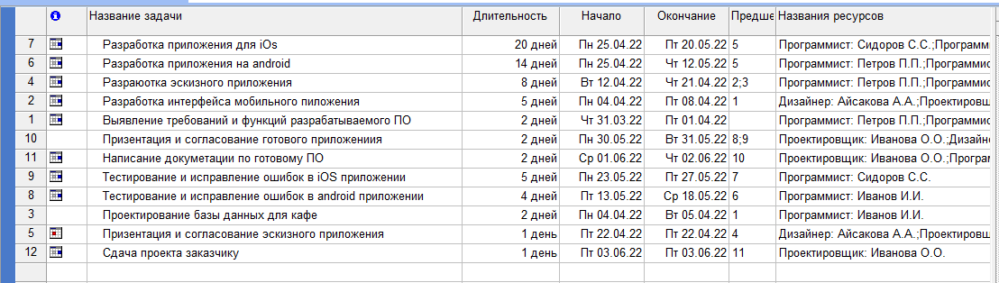 Название задачи Длительность Начало Окончание Предше Названия ресурсов
7 Разработка приложения для iOs 20 дней Пн 25.04.22 Пт 20.05.22 5 Программист: Сидоров С.С.;Программ
6 Разработка приложения на android 14 дней Пн 25.04.22 Чт 12.05.22 5 Программист: Петров П.П.;Программис
4 Разраюотка эскизного приложения 8 дней Вт 12.04.22 Чт 21.04.22 2;3 Программист: Петров П.П.;Программис
2 Разработка интерфейса мобильного пиложения 5 дней Пн 04.04.22 Пт 08.04.22 1 Дизайнер: Айсакова А.А.;Проектировщ
1 Выявление требований и функций разрабатываемого ПО 2 дней Чт 31.03.22 Пт 01.04.22 Программист: Петров П.П.;Программис
10 Призентация и согласование готового приложениия 2 дней Пн 30.05.22 Вт 31.05.22 8;9 Проектировщик: Иванова О.О.;Дизайне
11 Написание докуметации по готовому ПО 2 дней Ср 01.06.22 Чт 02.06.22 10 Проектировщик: Иванова О.О.;Програм
9 Тестирование и исправление ошибок в iOS приложении 5 дней Пн 23.05.22 Пт 27.05.22 7 Программист: Сидоров С.С.
8 Тестирование и исправление ошибок в android приложении 4 дней Пт 13.05.22 Ср 18.05.22 6 Программист: Иванов И.И.
3 Проектирование базы данных для кафе 2 дней Пн 04.04.22 Вт 05.04.22 1 Программист: Иванов И.И.
5 Призентация и согласование эскизного приложения 1 день Пт 22.04.22 Пт 22.04.22 4 Дизайнер: Айсакова А.А.;Проектировщ
12 Сдача проекта заказчику 1 день Пт 03.06.22 Пт 03.06.22 11 Проектировщик: Иванова О.О.